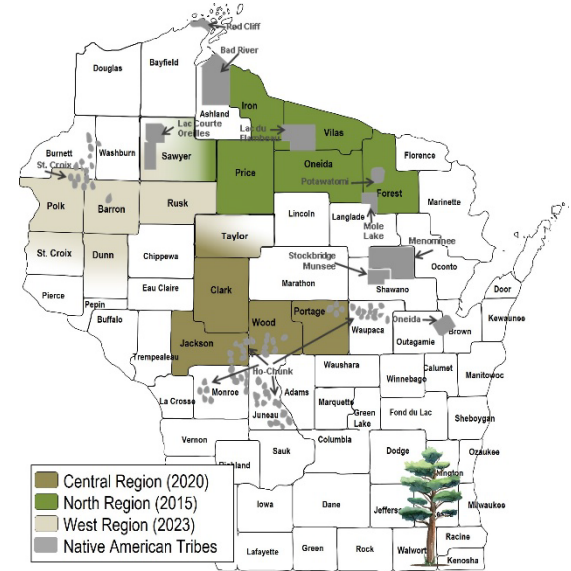 Red Cliff
Bad River
Douglas
Bayfield
Ashland
Iron
Vilas
Lac Courte
Oreilles
Lac du
Flambeau
Burnett
Washburn
Sawyer
Oneida
Florence
St. Croix
Price
Potawatomi
Forest
Marinette
Polk
Barron
Rusk
Lincoln
Langlade
Mole
Lake
Taylor
Menominee
St. Croix
Dunn
Chippewa
Stockbridge
Munsee
Oconto
Marathon
Shawano
Door
Pierce
Pepin
Eau Claire
Clark
Buffalo
Wood
Portage
Waupaca
Oneida
Brown
Kewaunee
Outagamie
Trempealeau
Jackson
Ho-Chunk
Waushara
Winnebago
Calumet
Manitowoc
La Crosse
Monroe
Juneau
Adams
Marquette
Green
Lake
Fond du Lac
Sheboygan
Vernon
Sauk
Columbia
Dodge
Ozaukee
Richland
Central Region (2020)
North Region (2015)
West Region (2023)
Native American Tribes
Iowa
Dane
Milwaukee
Lafayette
Green
Rock
Walwort
Racine
Kenosha